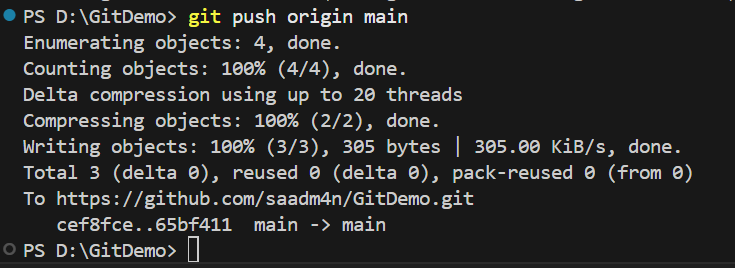 PS D:\GitDemo> git push origin main
Enumerating objects: 4, done.
Counting objects: 100% (4/4), done.
Delta compression using up to 20 threads
Compressing objects: 100% (2/2), done.
Writing objects: 100% (3/3), 305 bytes | 305.00 KiB/s, done.
Total 3 (delta 0), reused 0 (delta 0), pack-reused 0 (from 0)
To https://github.com/saadm4n/GitDemo.git
   cef8fce..65bf411  main -> main
PS D:\GitDemo>